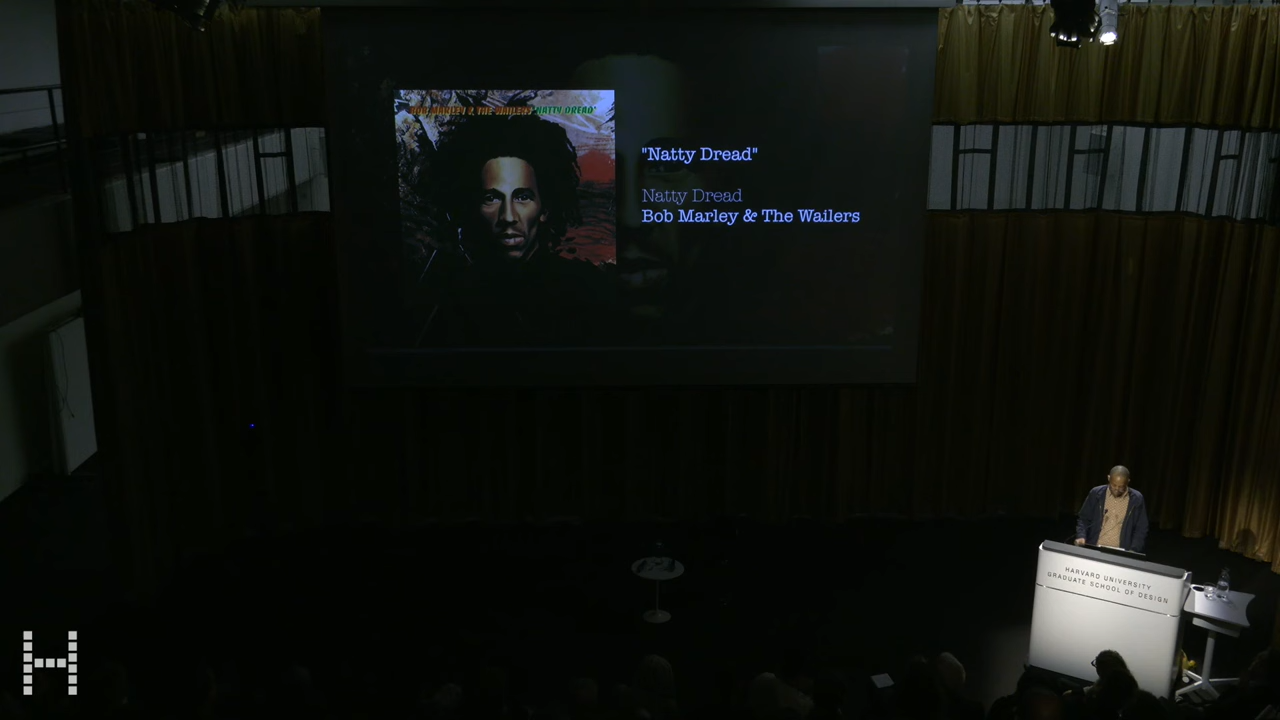 BOB MARLEY & THE WAILERS NATTY DREAD
"Natty Dread"
Natty Dread
Bob Marley & The Wailers
HARVARD UNIVERSITY
GRADUATE SCHOOL OF DESIGN
H